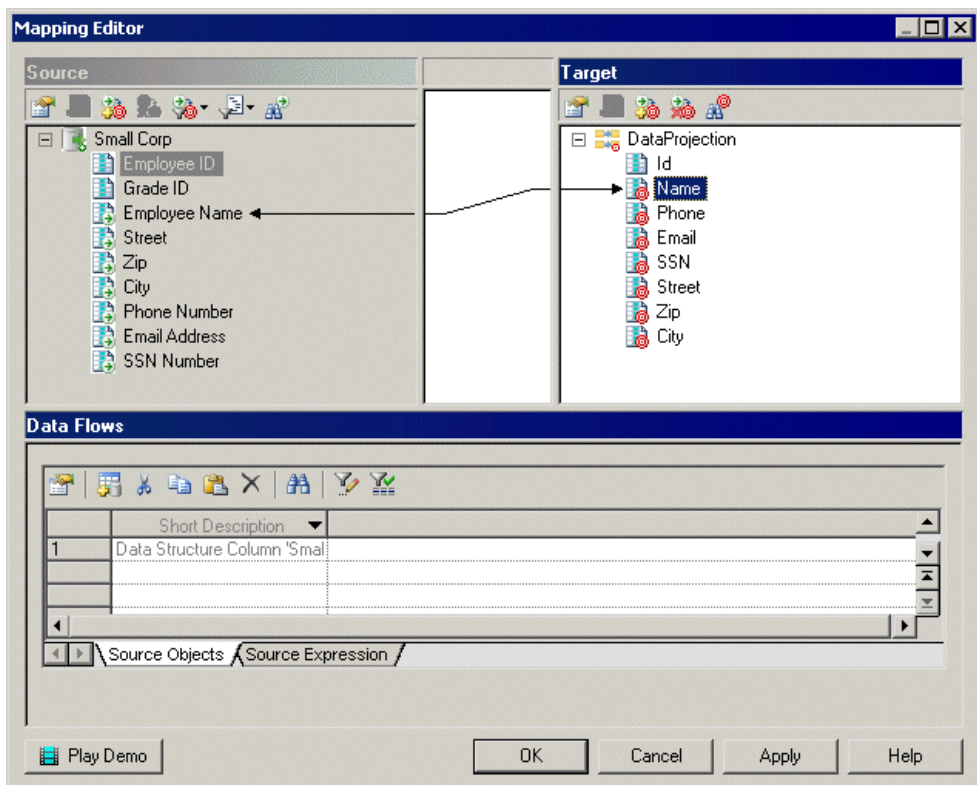 Mapping Editor
Source
Target
Small Corp
Employee ID
Grade ID
Employee Name
Street
Zip
City
Phone Number
Email Address
SSN Number
DataProjection
Id
Name
Phone
Email
SSN
Street
Zip
City
Data Flows
Short Description
1 Data Structure Column 'Smal
Source Objects Source Expression
Play Demo OK Cancel Apply Help